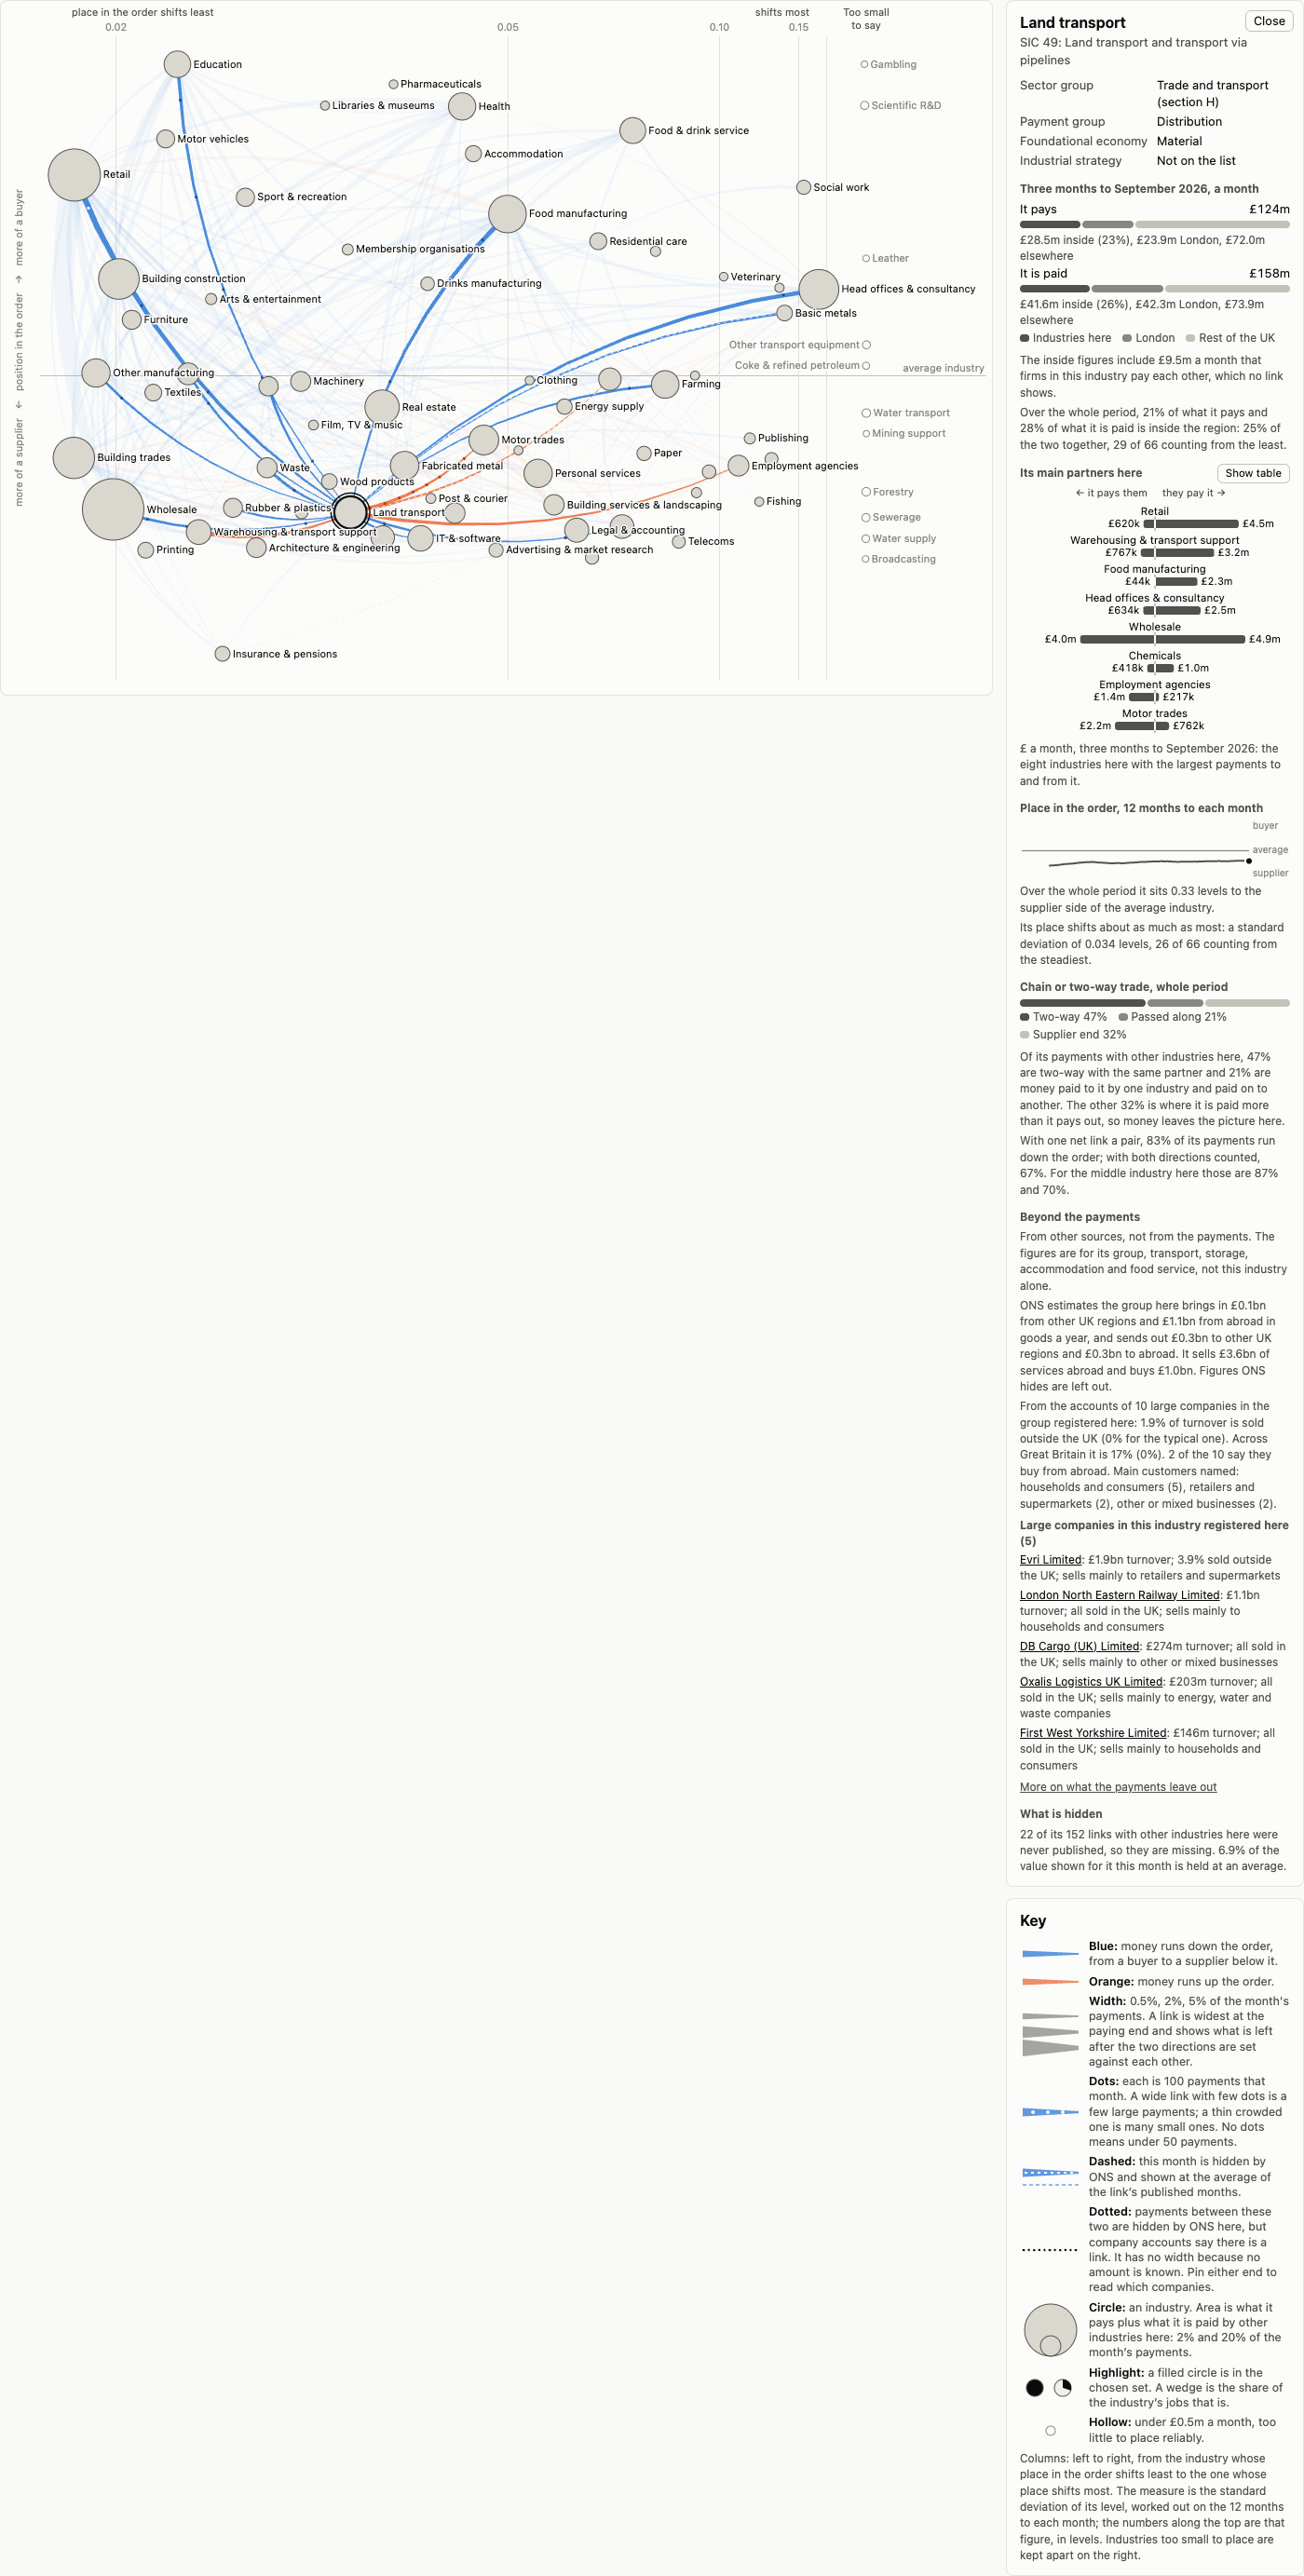 place in the order shifts least
shifts most
Too small
to say
0.02
0.05
0.10
0.15
more of a supplier ← position in the order → more of a buyer
Education
Gambling
Pharmaceuticals
Libraries & museums
Health
Scientific R&D
Food & drink service
Motor vehicles
Accommodation
Retail
Social work
Sport & recreation
Food manufacturing
Residential care
Membership organisations
Leather
Building construction
Drinks manufacturing
Veterinary
Head offices & consultancy
Arts & entertainment
Basic metals
Furniture
Other transport equipment
Coke & refined petroleum
average industry
Other manufacturing
Machinery
Clothing
Farming
Textiles
Real estate
Energy supply
Water transport
Film, TV & music
Mining support
Motor trades
Publishing
Building trades
Paper
Waste
Fabricated metal
Personal services
Employment agencies
Wood products
Forestry
Post & courier
Fishing
Wholesale
Rubber & plastics
Land transport
Building services & landscaping
Sewerage
Warehousing & transport support
Legal & accounting
IT & software
Telecoms
Water supply
Printing
Architecture & engineering
Advertising & market research
Broadcasting
Insurance & pensions
Land transport
Close
SIC 49: Land transport and transport via
pipelines
Sector group Trade and transport
(section H)
Payment group Distribution
Foundational economy Material
Industrial strategy Not on the list
Three months to September 2026, a month
It pays £124m
£28.5m inside (23%), £23.9m London, £72.0m
elsewhere
It is paid £158m
£41.6m inside (26%), £42.3m London, £73.9m
elsewhere
Industries here London Rest of the UK
The inside figures include £9.5m a month that
firms in this industry pay each other, which no link
shows.
Over the whole period, 21% of what it pays and
28% of what it is paid is inside the region: 25% of
the two together, 29 of 66 counting from the least.
Its main partners here
Show table
← it pays them they pay it →
Retail
£620k £4.5m
Warehousing & transport support
£767k £3.2m
Food manufacturing
£44k £2.3m
Head offices & consultancy
£634k £2.5m
Wholesale
£4.0m £4.9m
Chemicals
£418k £1.0m
Employment agencies
£1.4m £217k
Motor trades
£2.2m £762k
£ a month, three months to September 2026: the
eight industries here with the largest payments to
and from it.
Place in the order, 12 months to each month
buyer
average
supplier
Over the whole period it sits 0.33 levels to the
supplier side of the average industry.
Its place shifts about as much as most: a standard
deviation of 0.034 levels, 26 of 66 counting from
the steadiest.
Chain or two-way trade, whole period
Two-way 47% Passed along 21%
Supplier end 32%
Of its payments with other industries here, 47%
are two-way with the same partner and 21% are
money paid to it by one industry and paid on to
another. The other 32% is where it is paid more
than it pays out, so money leaves the picture here.
With one net link a pair, 83% of its payments run
down the order; with both directions counted,
67%. For the middle industry here those are 87%
and 70%.
Beyond the payments
From other sources, not from the payments. The
figures are for its group, transport, storage,
accommodation and food service, not this industry
alone.
ONS estimates the group here brings in £0.1bn
from other UK regions and £1.1bn from abroad in
goods a year, and sends out £0.3bn to other UK
regions and £0.3bn to abroad. It sells £3.6bn of
services abroad and buys £1.0bn. Figures ONS
hides are left out.
From the accounts of 10 large companies in the
group registered here: 1.9% of turnover is sold
outside the UK (0% for the typical one). Across
Great Britain it is 17% (0%). 2 of the 10 say they
buy from abroad. Main customers named:
households and consumers (5), retailers and
supermarkets (2), other or mixed businesses (2).
Large companies in this industry registered here
(5)
Evri Limited: £1.9bn turnover; 3.9% sold outside
the UK; sells mainly to retailers and supermarkets
London North Eastern Railway Limited: £1.1bn
turnover; all sold in the UK; sells mainly to
households and consumers
DB Cargo (UK) Limited: £274m turnover; all sold in
the UK; sells mainly to other or mixed businesses
Oxalis Logistics UK Limited: £203m turnover; all
sold in the UK; sells mainly to energy, water and
waste companies
First West Yorkshire Limited: £146m turnover; all
sold in the UK; sells mainly to households and
consumers
More on what the payments leave out
What is hidden
22 of its 152 links with other industries here were
never published, so they are missing. 6.9% of the
value shown for it this month is held at an average.
Key
Blue: money runs down the order,
from a buyer to a supplier below it.
Orange: money runs up the order.
Width: 0.5%, 2%, 5% of the month's
payments. A link is widest at the
paying end and shows what is left
after the two directions are set
against each other.
Dots: each is 100 payments that
month. A wide link with few dots is a
few large payments; a thin crowded
one is many small ones. No dots
means under 50 payments.
Dashed: this month is hidden by
ONS and shown at the average of
the link's published months.
Dotted: payments between these
two are hidden by ONS here, but
company accounts say there is a
link. It has no width because no
amount is known. Pin either end to
read which companies.
Circle: an industry. Area is what it
pays plus what it is paid by other
industries here: 2% and 20% of the
month's payments.
Highlight: a filled circle is in the
chosen set. A wedge is the share of
the industry's jobs that is.
Hollow: under £0.5m a month, too
little to place reliably.
Columns: left to right, from the industry whose
place in the order shifts least to the one whose
place shifts most. The measure is the standard
deviation of its level, worked out on the 12 months
to each month; the numbers along the top are that
figure, in levels. Industries too small to place are
kept apart on the right.